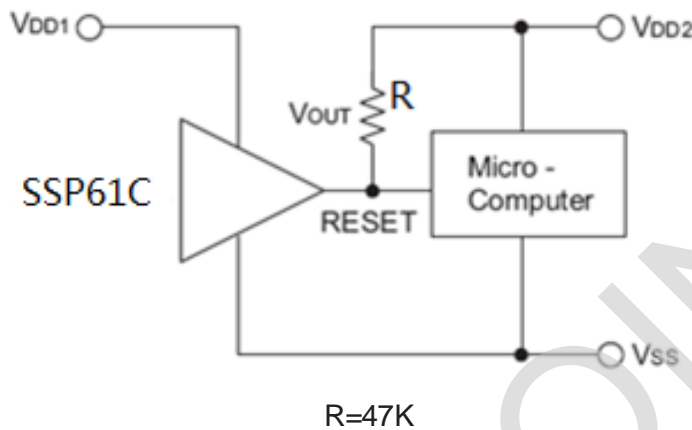 VDD1
VDD2
R
VOUT
SSP61C
Micro -
Computer
RESET
VSS
R=47K